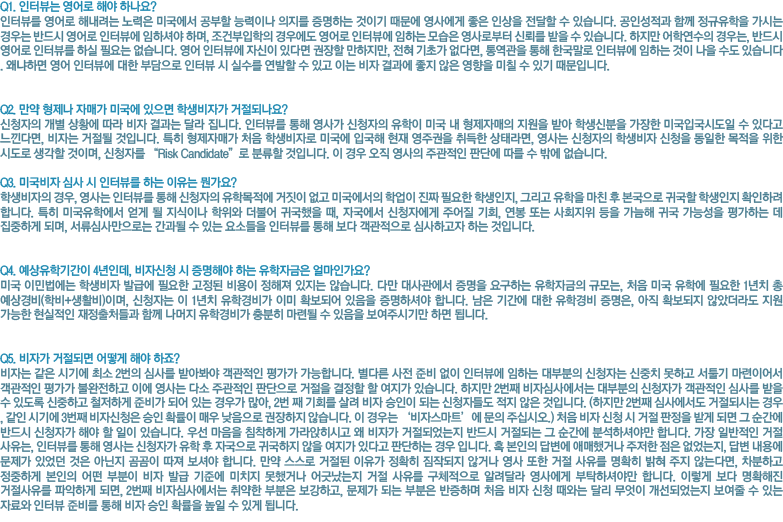 Q1. 인터뷰는 영어로 해야 하나요?
인터뷰를 영어로 해내려는 노력은 미국에서 공부할 능력이나 의지를 증명하는 것이기 때문에 영사에게 좋은 인상을 전달할 수 있습니다. 공인성적과 함께 정규유학을 가시는
경우는 반드시 영어로 인터뷰에 임하셔야 하며, 조건부입학의 경우에도 영어로 인터뷰에 임하는 모습은 영사로부터 신뢰를 받을 수 있습니다. 하지만 어학연수의 경우는, 반드시
영어로 인터뷰를 하실 필요는 없습니다. 영어 인터뷰에 자신이 있다면 권장할 만하지만, 전혀 기초가 없다면, 통역관을 통해 한국말로 인터뷰에 임하는 것이 나을 수도 있습니다
. 왜냐하면 영어 인터뷰에 대한 부담으로 인터뷰 시 실수를 연발할 수 있고 이는 비자 결과에 좋지 않은 영향을 미칠 수 있기 때문입니다.
Q2. 만약 형제나 자매가 미국에 있으면 학생비자가 거절되나요?
신청자의 개별 상황에 따라 비자 결과는 달라 집니다. 인터뷰를 통해 영사가 신청자의 유학이 미국 내 형제자매의 지원을 받아 학생신분을 가장한 미국입국시도일 수 있다고
느낀다면, 비자는 거절될 것입니다. 특히 형제자매가 처음 학생비자로 미국에 입국해 현재 영주권을 취득한 상태라면, 영사는 신청자의 학생비자 신청을 동일한 목적을 위한
시도로 생각할 것이며, 신청자를 “Risk Candidate”로 분류할 것입니다. 이 경우 오직 영사의 주관적인 판단에 따를 수 밖에 없습니다.
Q3. 미국비자 심사 시 인터뷰를 하는 이유는 뭔가요?
학생비자의 경우, 영사는 인터뷰를 통해 신청자의 유학목적에 거짓이 없고 미국에서의 학업이 진짜 필요한 학생인지, 그리고 유학을 마친 후 본국으로 귀국할 학생인지 확인하려
합니다. 특히 미국유학에서 얻게 될 지식이나 학위와 더불어 귀국했을 때, 자국에서 신청자에게 주어질 기회, 연봉 또는 사회지위 등을 가늠해 귀국 가능성을 평가하는 데
집중하게 되며, 서류심사만으로는 간과될 수 있는 요소들을 인터뷰를 통해 보다 객관적으로 심사하고자 하는 것입니다.
Q4. 예상유학기간이 4년인데, 비자신청 시 증명해야 하는 유학자금은 얼마인가요?
미국 이민법에는 학생비자 발급에 필요한 고정된 비용이 정해져 있지는 않습니다. 다만 대사관에서 증명을 요구하는 유학자금의 규모는, 처음 미국 유학에 필요한 1년치 총
예상경비(학비+생활비)이며, 신청자는 이 1년치 유학경비가 이미 확보되어 있음을 증명하셔야 합니다. 남은 기간에 대한 유학경비 증명은, 아직 확보되지 않았더라도 지원
가능한 현실적인 재정출처들과 함께 나머지 유학경비가 충분히 마련될 수 있음을 보여주시기만 하면 됩니다.
Q5. 비자가 거절되면 어떻게 해야 하죠?
비자는 같은 시기에 최소 2번의 심사를 받아봐야 객관적인 평가가 가능합니다. 별다른 사전 준비 없이 인터뷰에 임하는 대부분의 신청자는 신중치 못하고 서둘기 마련이어서
객관적인 평가가 불완전하고 이에 영사는 다소 주관적인 판단으로 거절을 결정할 할 여지가 있습니다. 하지만 2번째 비자심사에서는 대부분의 신청자가 객관적인 심사를 받을
수 있도록 신중하고 철저하게 준비가 되어 있는 경우가 많아, 2번 째 기회를 살려 비자 승인이 되는 신청자들도 적지 않은 것입니다. (하지만 2번째 심사에서도 거절되시는 경우
, 같인 시기에 3번째 비자신청은 승인 확률이 매우 낮음으로 권장하지 않습니다. 이 경우는 ‘비자스마트’에 문의 주십시오.) 처음 비자 신청 시 거절 판정을 받게 되면 그 순간에
반드시 신청자가 해야 할 일이 있습니다. 우선 마음을 침착하게 가라앉히시고 왜 비자가 거절되었는지 반드시 거절되는 그 순간에 분석하셔야만 합니다. 가장 일반적인 거절
사유는, 인터뷰를 통해 영사는 신청자가 유학 후 자국으로 귀국하지 않을 여지가 있다고 판단하는 경우 입니다. 혹 본인의 답변에 애매했거나 주저한 점은 없었는지, 답변 내용에
문제가 있었던 것은 아닌지 곰곰이 따져 보셔야 합니다. 만약 스스로 거절된 이유가 정확히 짐작되지 않거나 영사 또한 거절 사유를 명확히 밝혀 주지 않는다면, 차분하고
정중하게 본인의 어떤 부분이 비자 발급 기준에 미치지 못했거나 어긋났는지 거절 사유를 구체적으로 알려달라 영사에게 부탁하셔야만 합니다. 이렇게 보다 명확해진
거절사유를 파악하게 되면, 2번째 비자심사에서는 취약한 부분은 보강하고, 문제가 되는 부분은 반증하며 처음 비자 신청 때와는 달리 무엇이 개선되었는지 보여줄 수 있는
자료와 인터뷰 준비를 통해 비자 승인 확률을 높일 수 있게 됩니다.